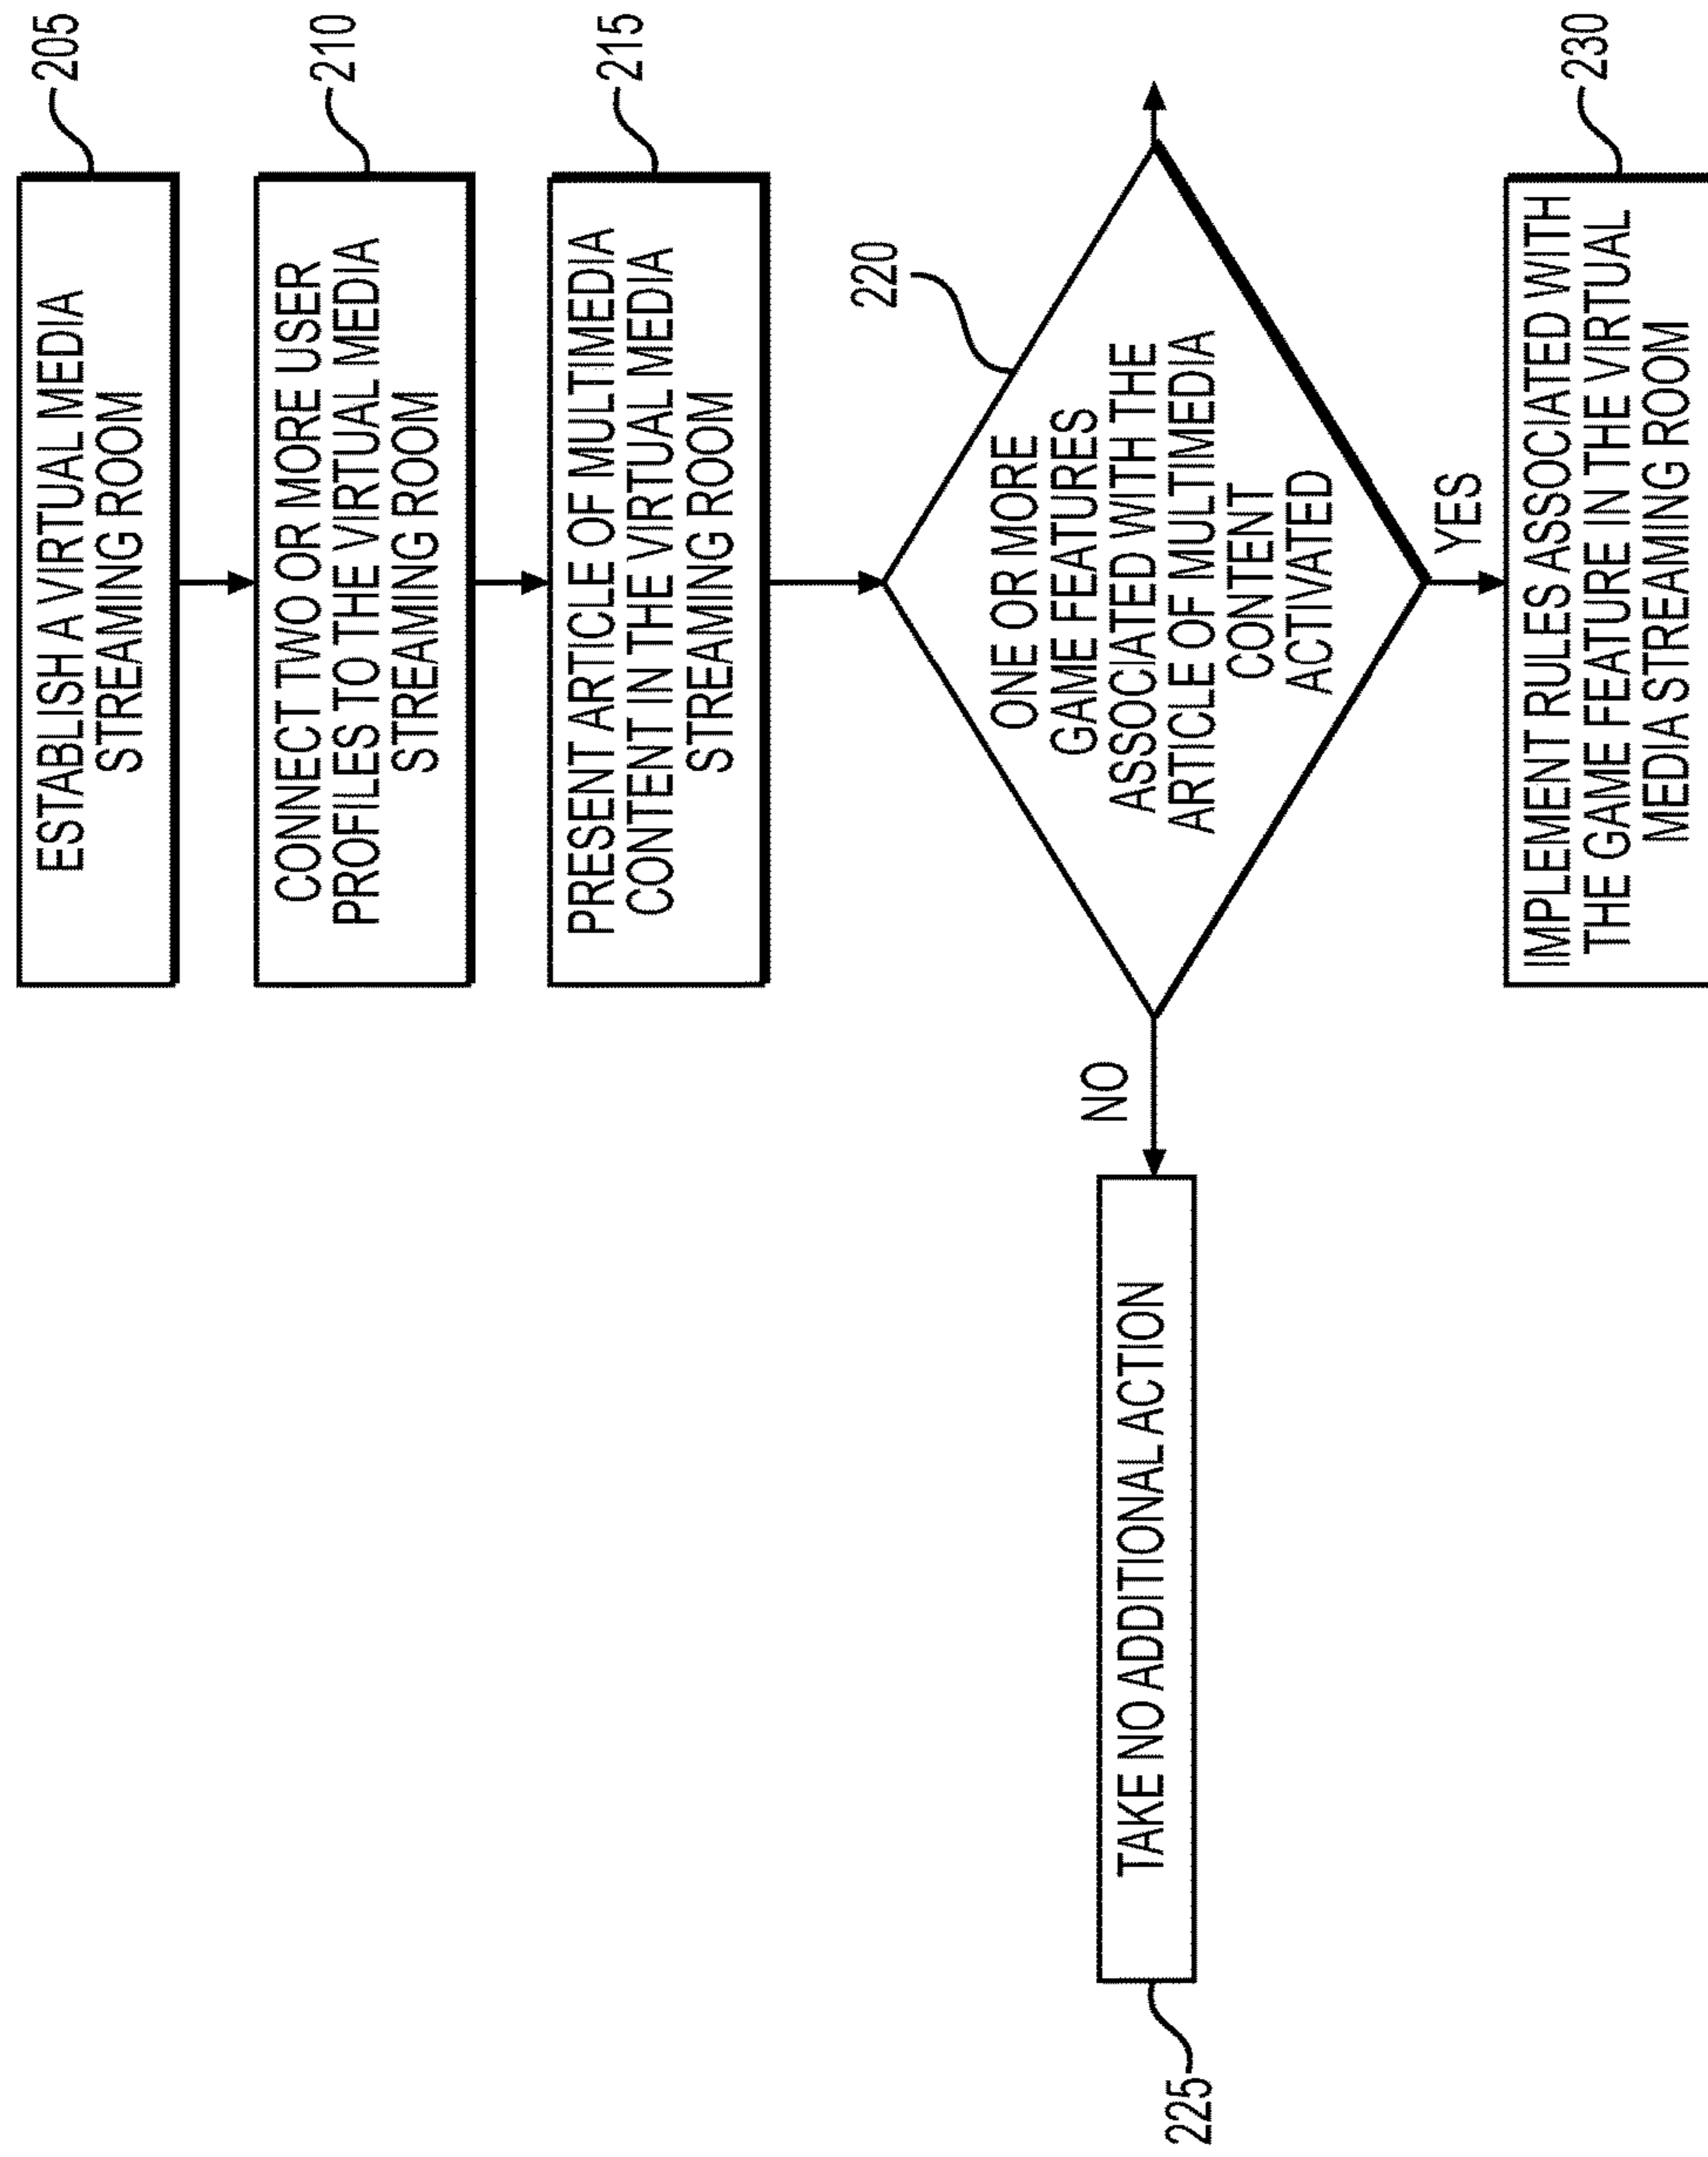 ESTABLISH A VIRTUAL MEDIA
STREAMING ROOM
205
CONNECT TWO OR MORE USER
PROFILES TO THE VIRTUAL MEDIA
STREAMING ROOM
210
PRESENT ARTICLE OF MULTIMEDIA
CONTENT IN THE VIRTUAL MEDIA
STREAMING ROOM
215
220
ONE OR MORE
GAME FEATURES
ASSOCIATED WITH THE
ARTICLE OF MULTIMEDIA
CONTENT
ACTIVATED
NO
TAKE NO ADDITIONAL ACTION
225
YES
IMPLEMENT RULES ASSOCIATED WITH
THE GAME FEATURE IN THE VIRTUAL
MEDIA STREAMING ROOM
230